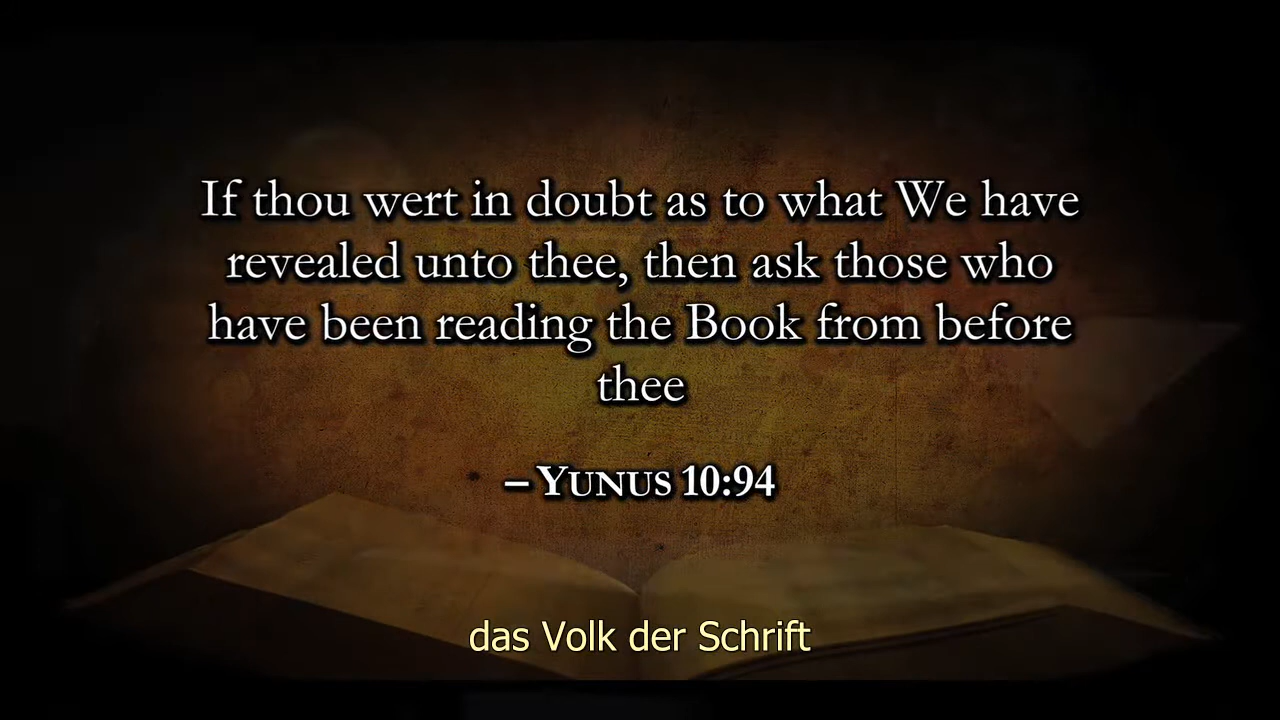 If thou wert in doubt as to what We have
revealed unto thee, then ask those who
have been reading the Book from before
thee
– YUNUS 10:94
das Volk der Schrift